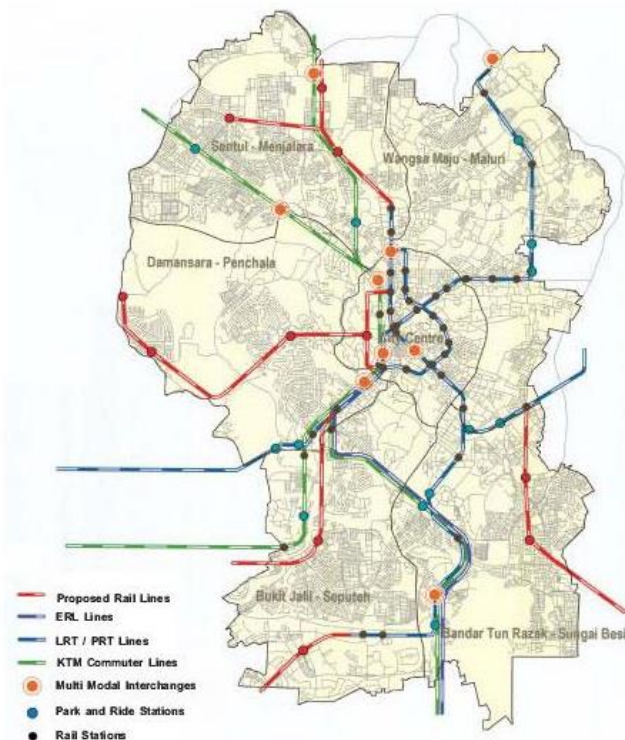 Sentul - Menjalara
Wangsa Maju - Maluri
Damansara - Penchala
City Centre
Bukit Jalil - Seputeh
Bandar Tun Razak - Sungai Besi
Proposed Rail Lines
ERL Lines
LRT / PRT Lines
KTM Commuter Lines
Multi Modal Interchanges
Park and Ride Stations
Rail Stations